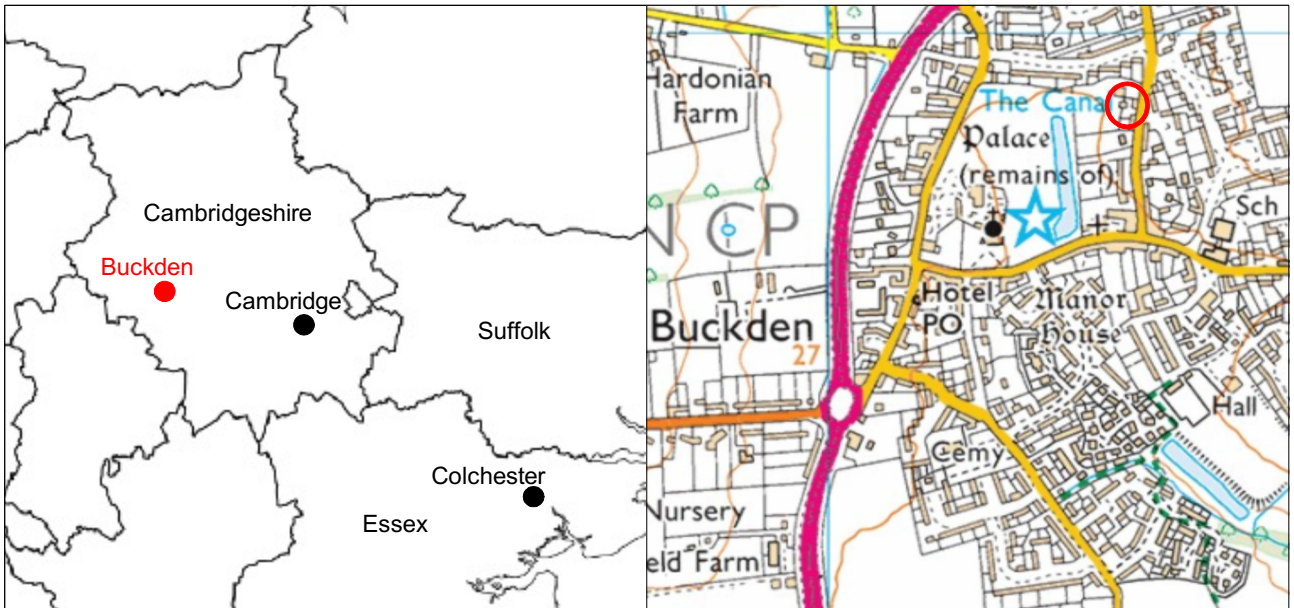 Cambridgeshire
Buckden
Cambridge
Suffolk
Colchester
Essex
Hardonian
Farm
The Cana
Palace
(remains of)
Sch
N CP
Hotel
PO
Manor
House
Buckden
27
Hall
Cemy
Nursery
eld Farm